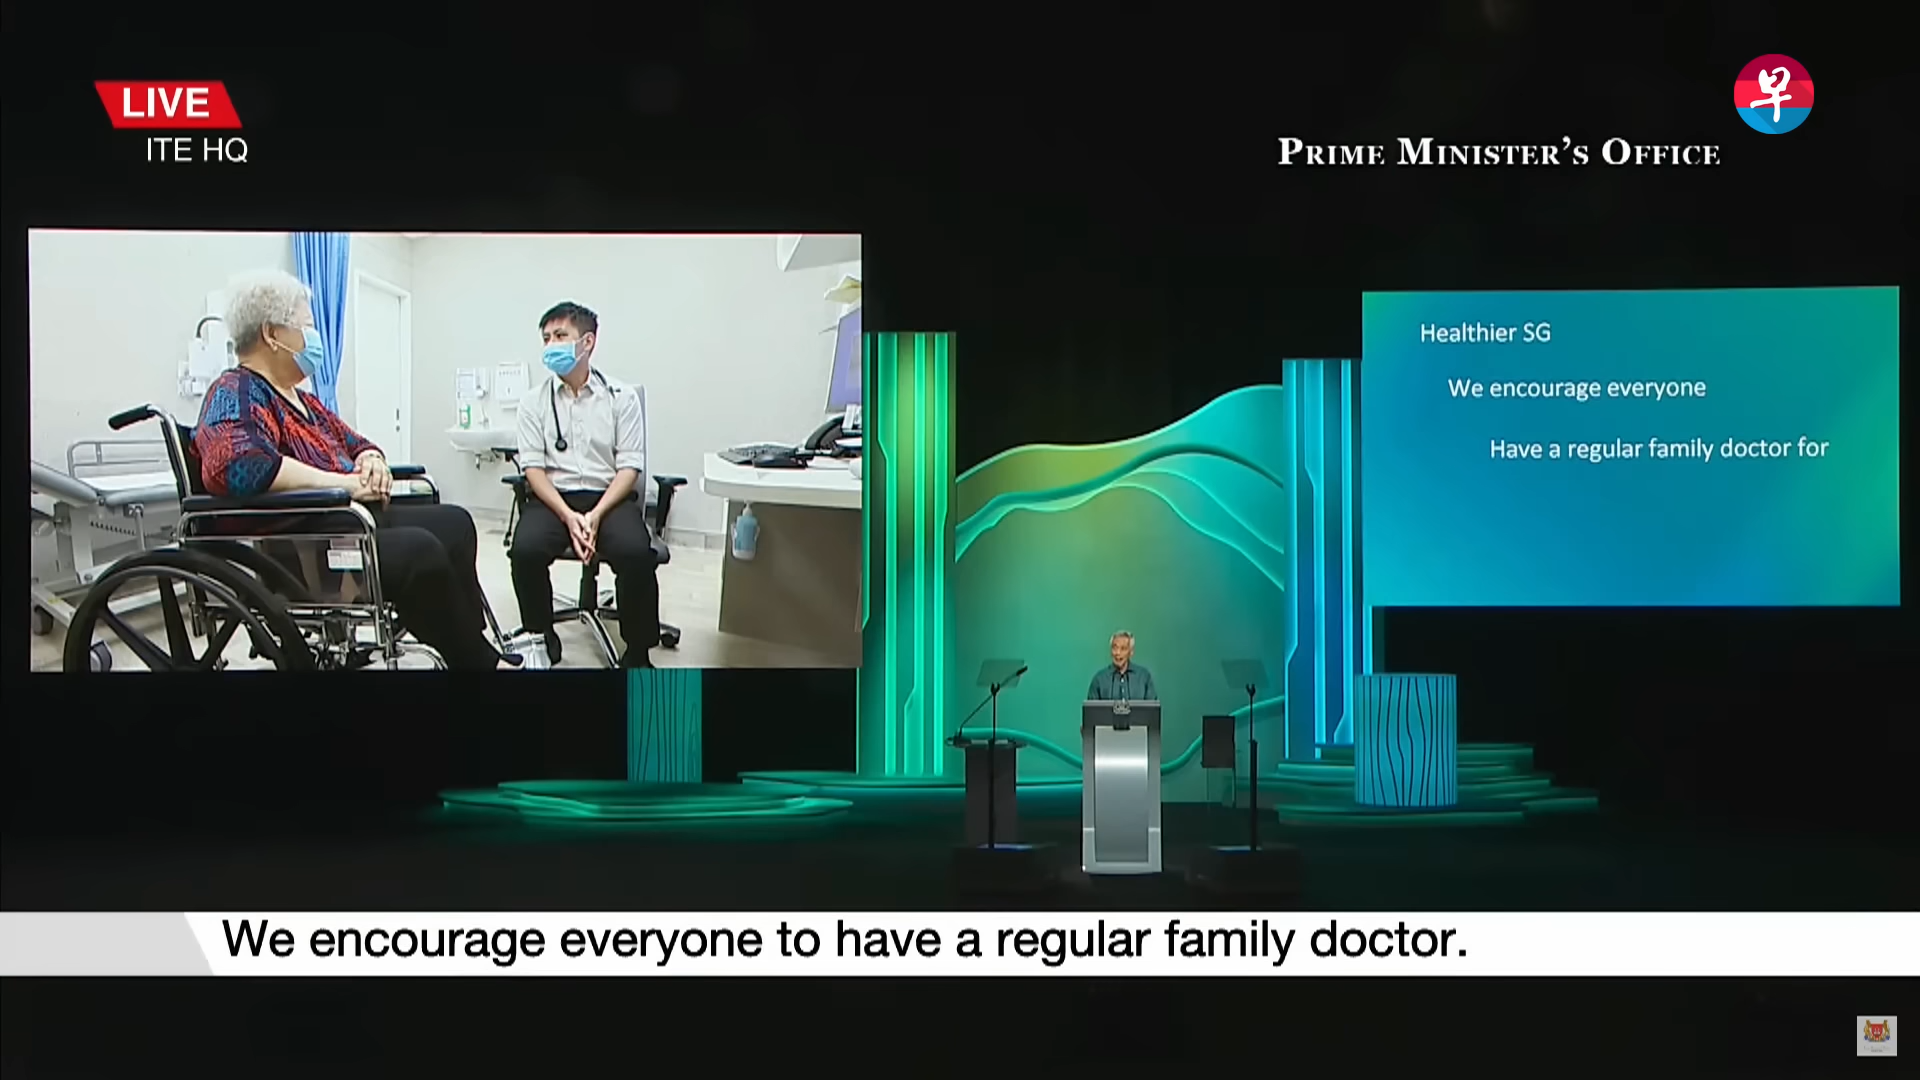 LIVE
ITE HQ
早
PRIME MINISTER'S OFFICE
Healthier SG
We encourage everyone
Have a regular family doctor for
We encourage everyone to have a regular family doctor.